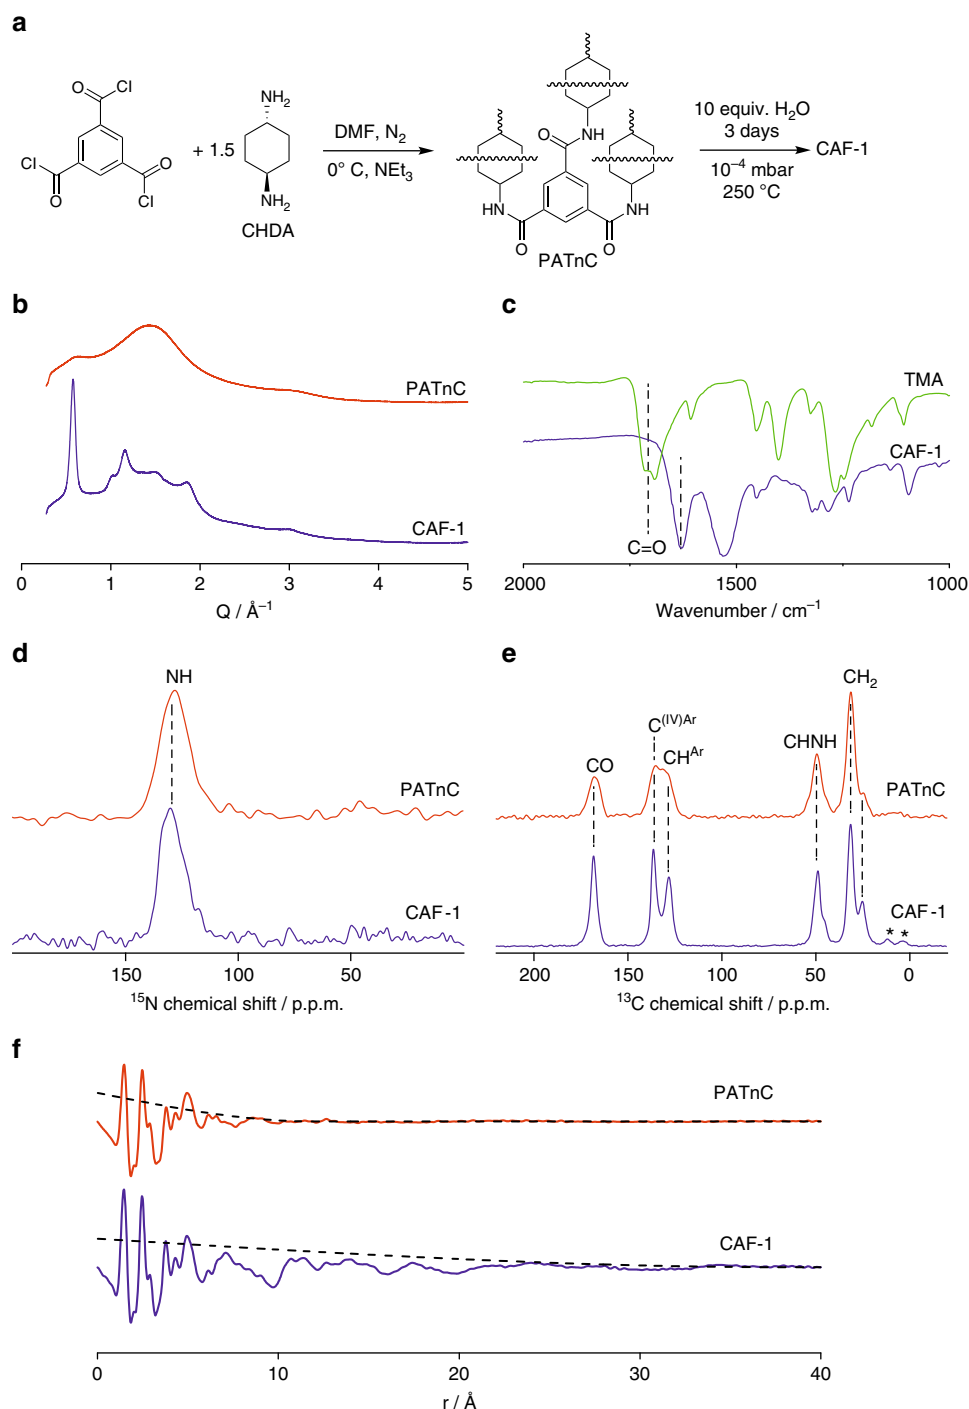 a
O
Cl
Cl
O
O
Cl
+ 1.5
NH2
NH2
CHDA
DMF, N2
0° C, NEt3
O
NH
HN
O
O
NH
PATnC
10 equiv. H2O
3 days
10−4 mbar
250 °C
CAF-1
b
PATnC
CAF-1
0 1 2 3 4 5
Q / Å−1
c
TMA
CAF-1
C=O
2000 1500 1000
Wavenumber / cm−1
d
NH
PATnC
CAF-1
150 100 50
15N chemical shift / p.p.m.
e
CO
C(IV)Ar
CHAr
CHNH
CH2
PATnC
CAF-1
* *
200 150 100 50 0
13C chemical shift / p.p.m.
f
PATnC
CAF-1
0 10 20 30 40
r / Å